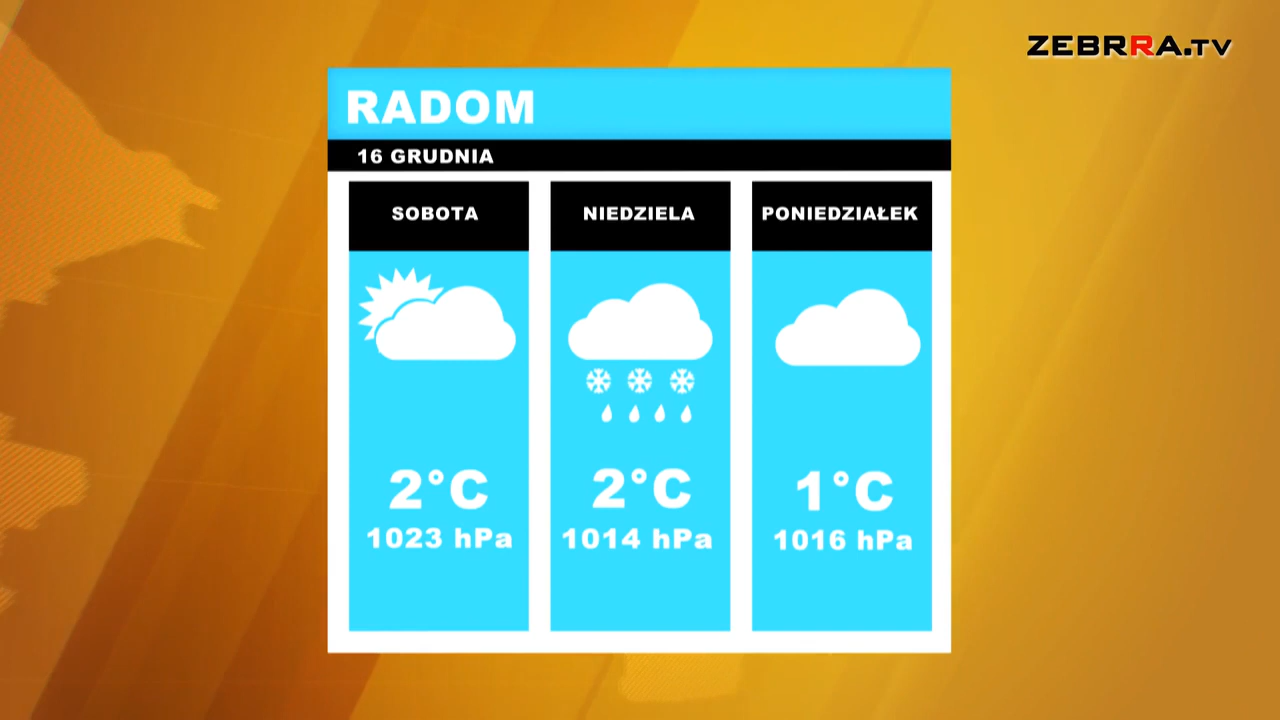 ZEBRRA.TV
RADOM
16 GRUDNIA
SOBOTA
2°C
1023 hPa
NIEDZIELA
2°C
1014 hPa
PONIEDZIAŁEK
1°C
1016 hPa